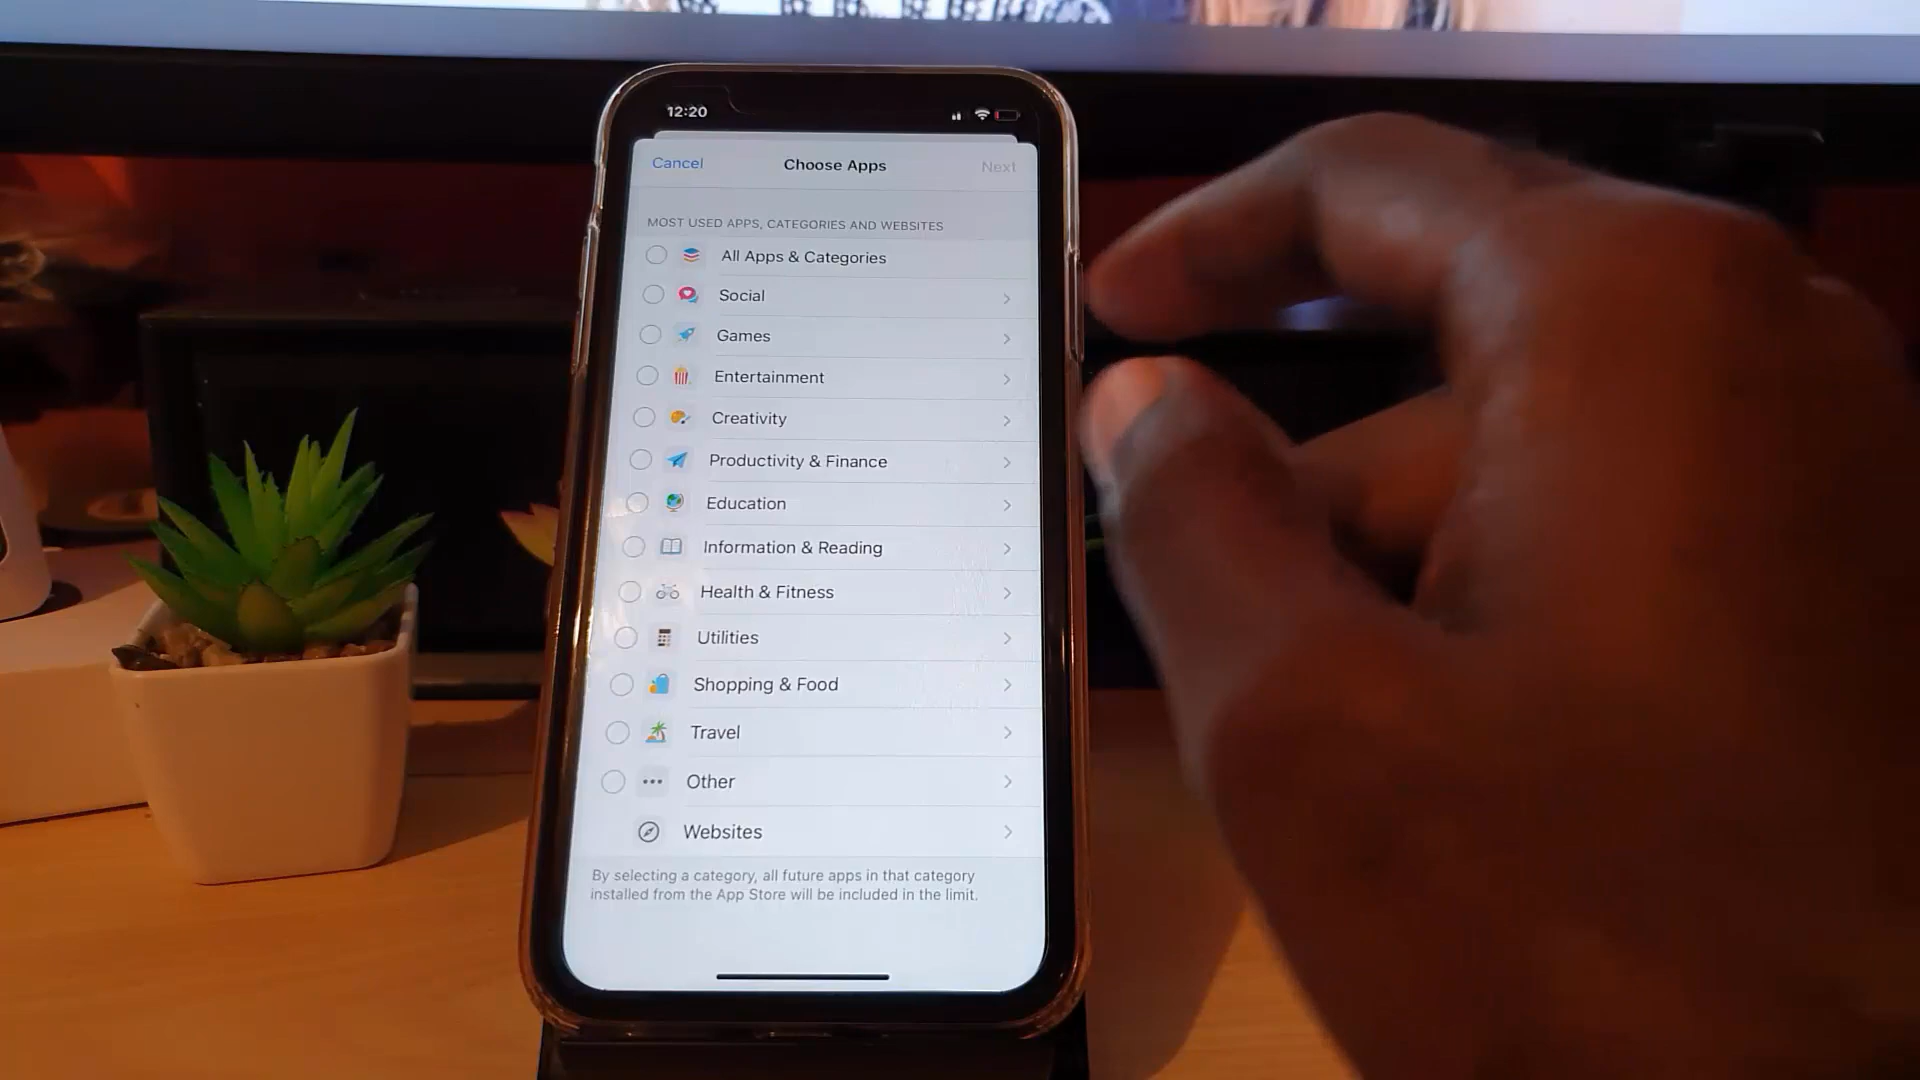 12:20
Cancel Choose Apps Next
MOST USED APPS, CATEGORIES AND WEBSITES
All Apps & Categories
Social
Games
Entertainment
Creativity
Productivity & Finance
Education
Information & Reading
Health & Fitness
Utilities
Shopping & Food
Travel
Other
Websites
By selecting a category, all future apps in that category
installed from the App Store will be included in the limit.